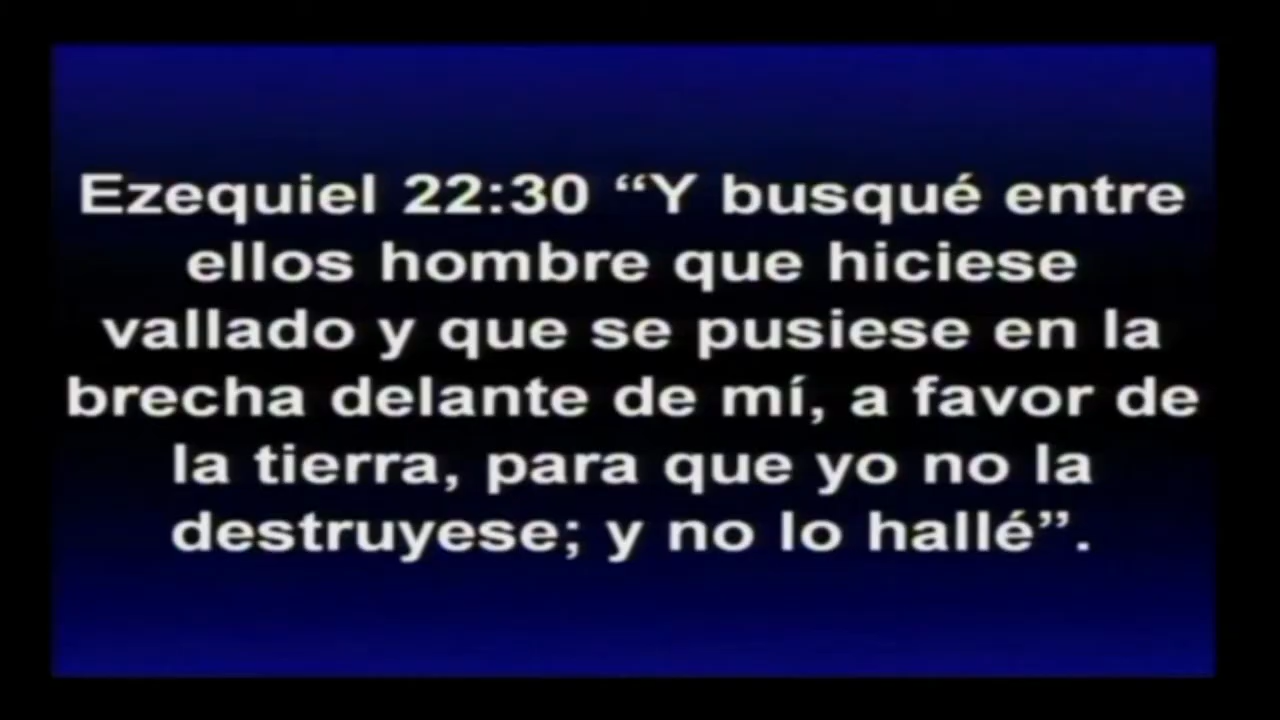 Ezequiel 22:30 “Y busqué entre
ellos hombre que hiciese
vallado y que se pusiese en la
brecha delante de mí, a favor de
la tierra, para que yo no la
destruyese; y no lo hallé”.